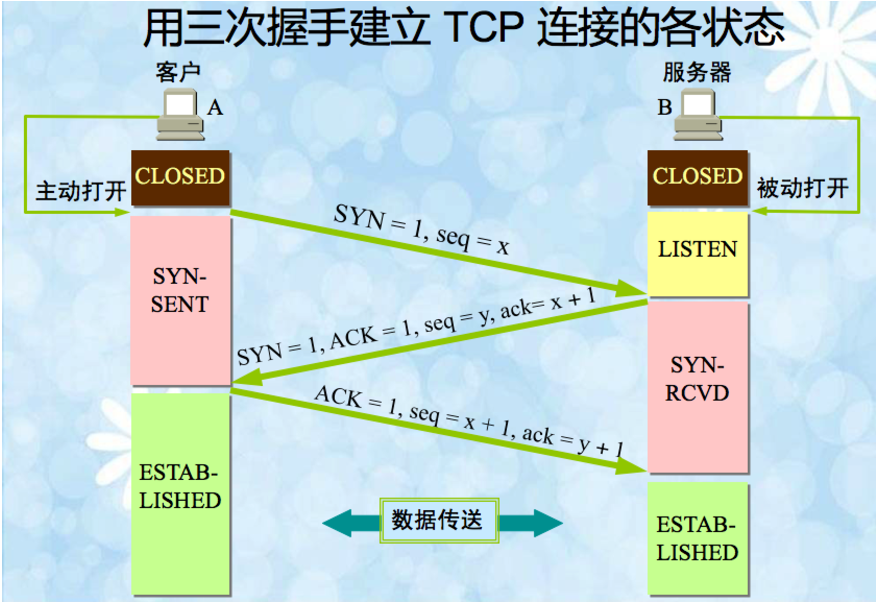 用三次握手建立 TCP 连接的各状态
客户
服务器
A
B
CLOSED
CLOSED
主动打开
被动打开
SYN = 1, seq = x
LISTEN
SYN-
SENT
SYN = 1, ACK = 1, seq = y, ack= x + 1
SYN-
RCVD
ACK = 1, seq = x + 1, ack = y + 1
ESTAB-
LISHED
数据传送
ESTAB-
LISHED